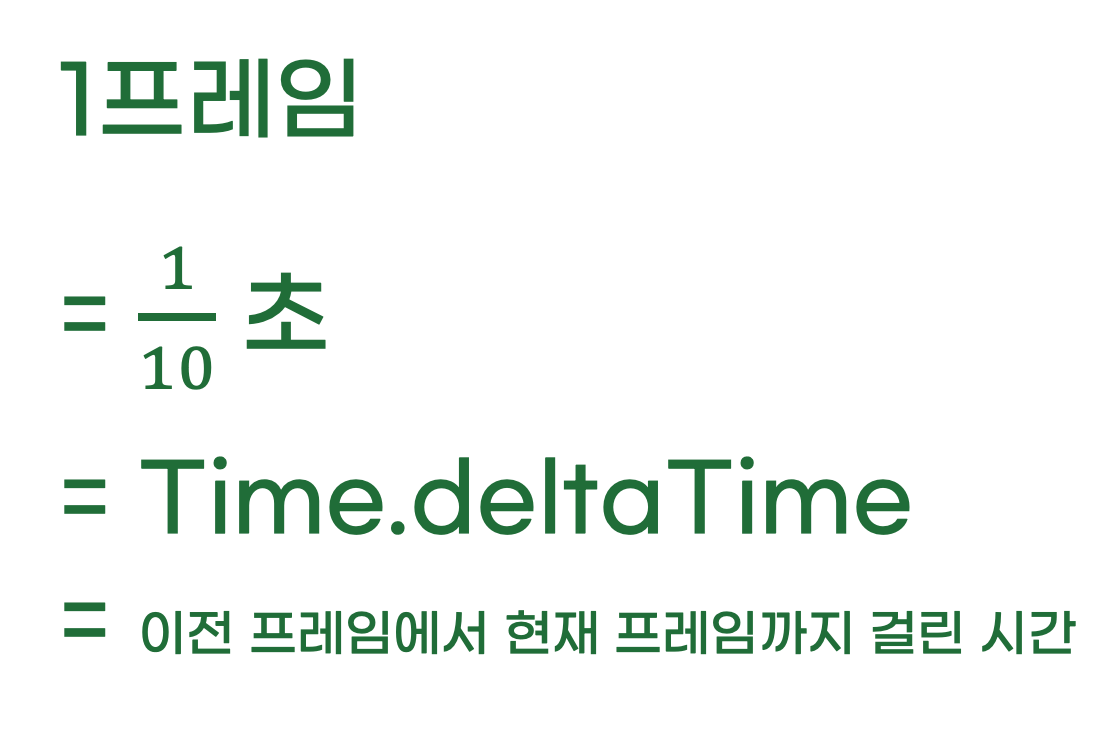 1프레임
= 1/10 초
= Time.deltaTime
= 이전 프레임에서 현재 프레임까지 걸린 시간